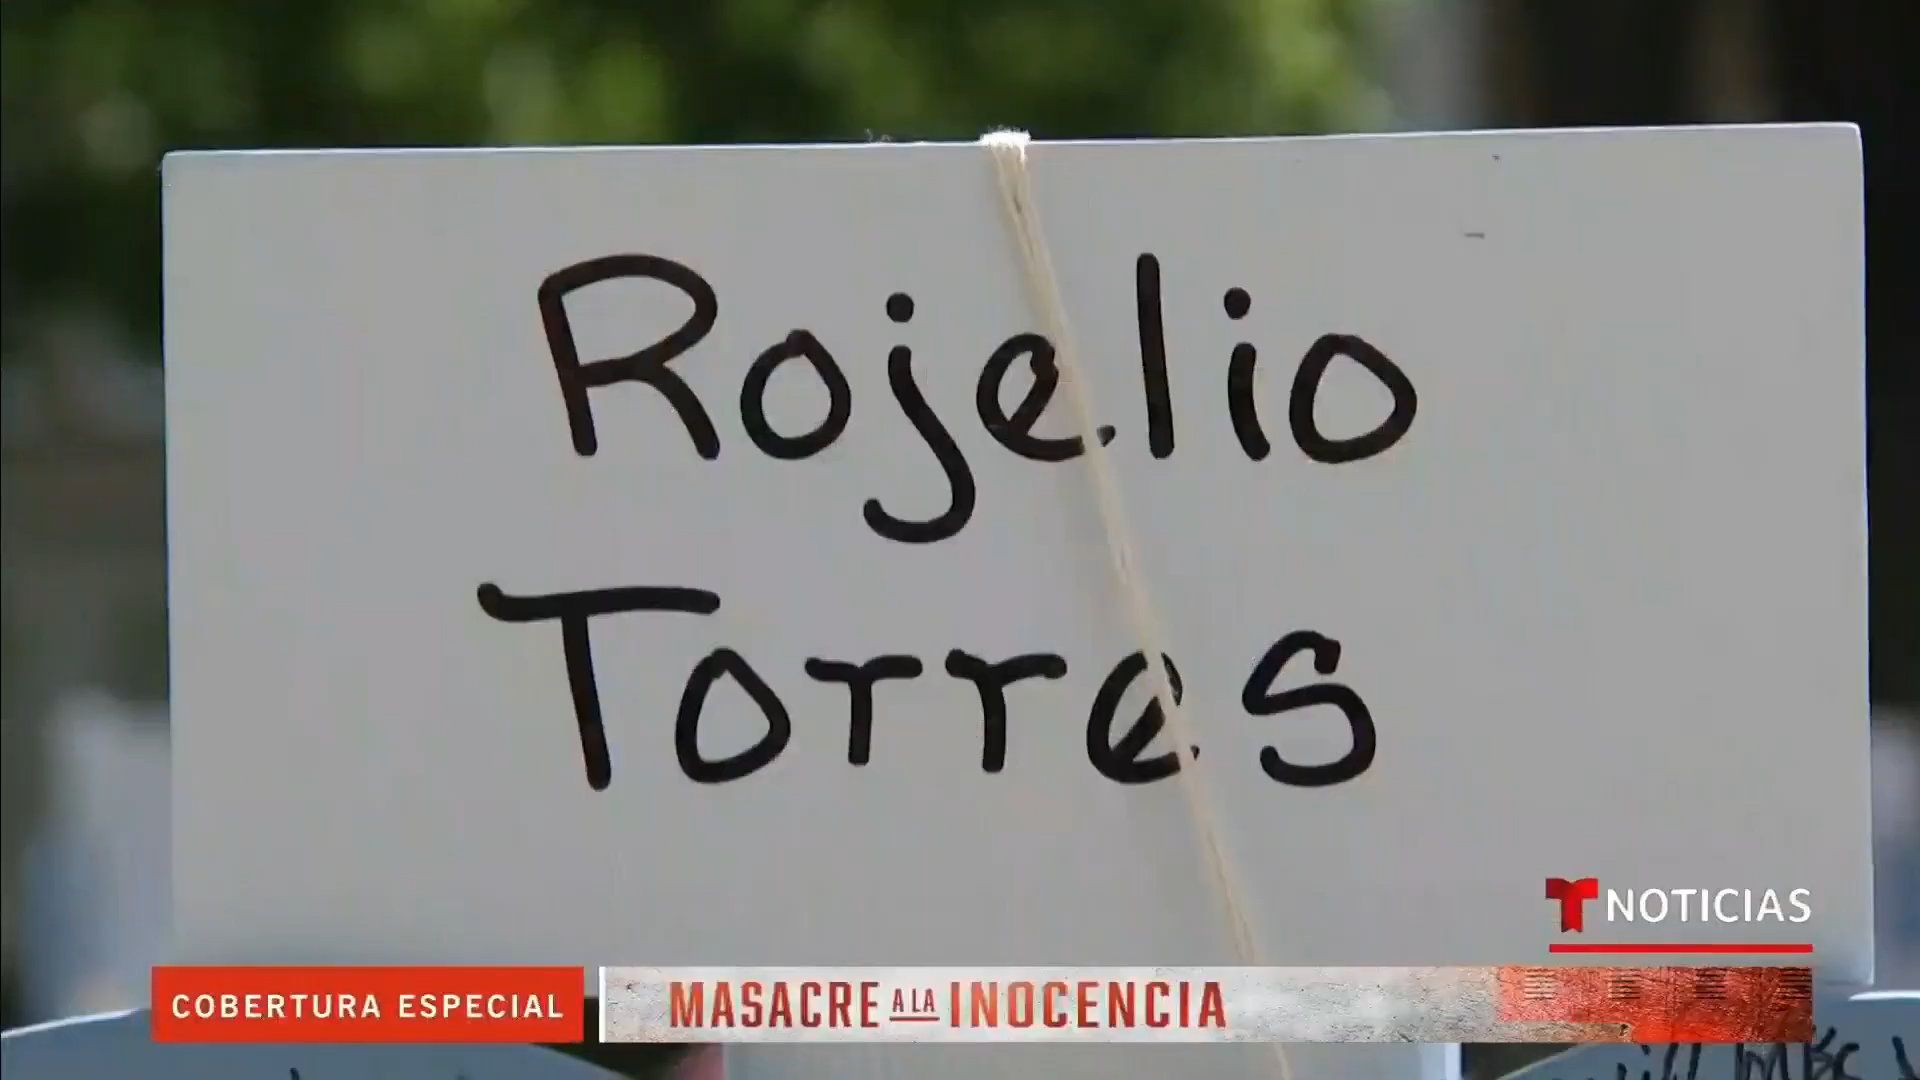 Rojelio
Torres
NOTICIAS
COBERTURA ESPECIAL
MASACRE A LA INOCENCIA